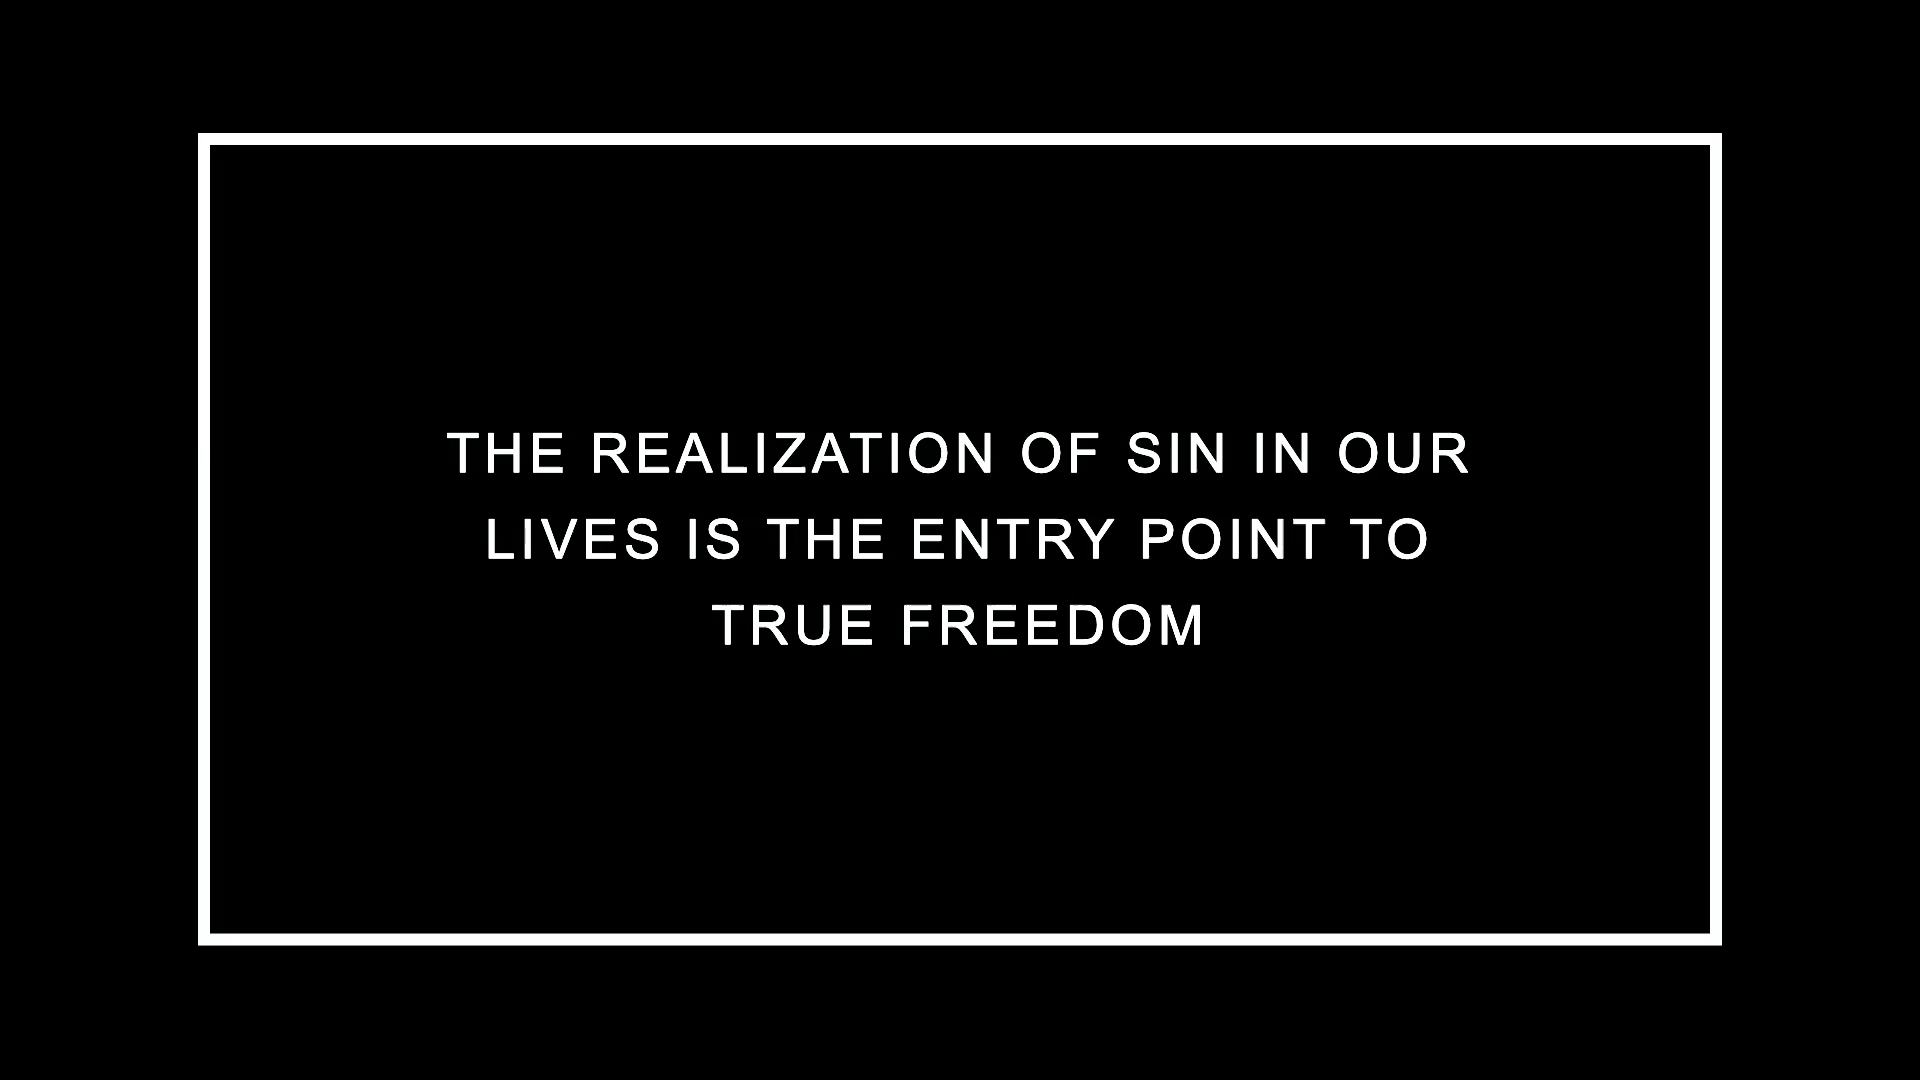 THE REALIZATION OF SIN IN OUR
LIVES IS THE ENTRY POINT TO
TRUE FREEDOM